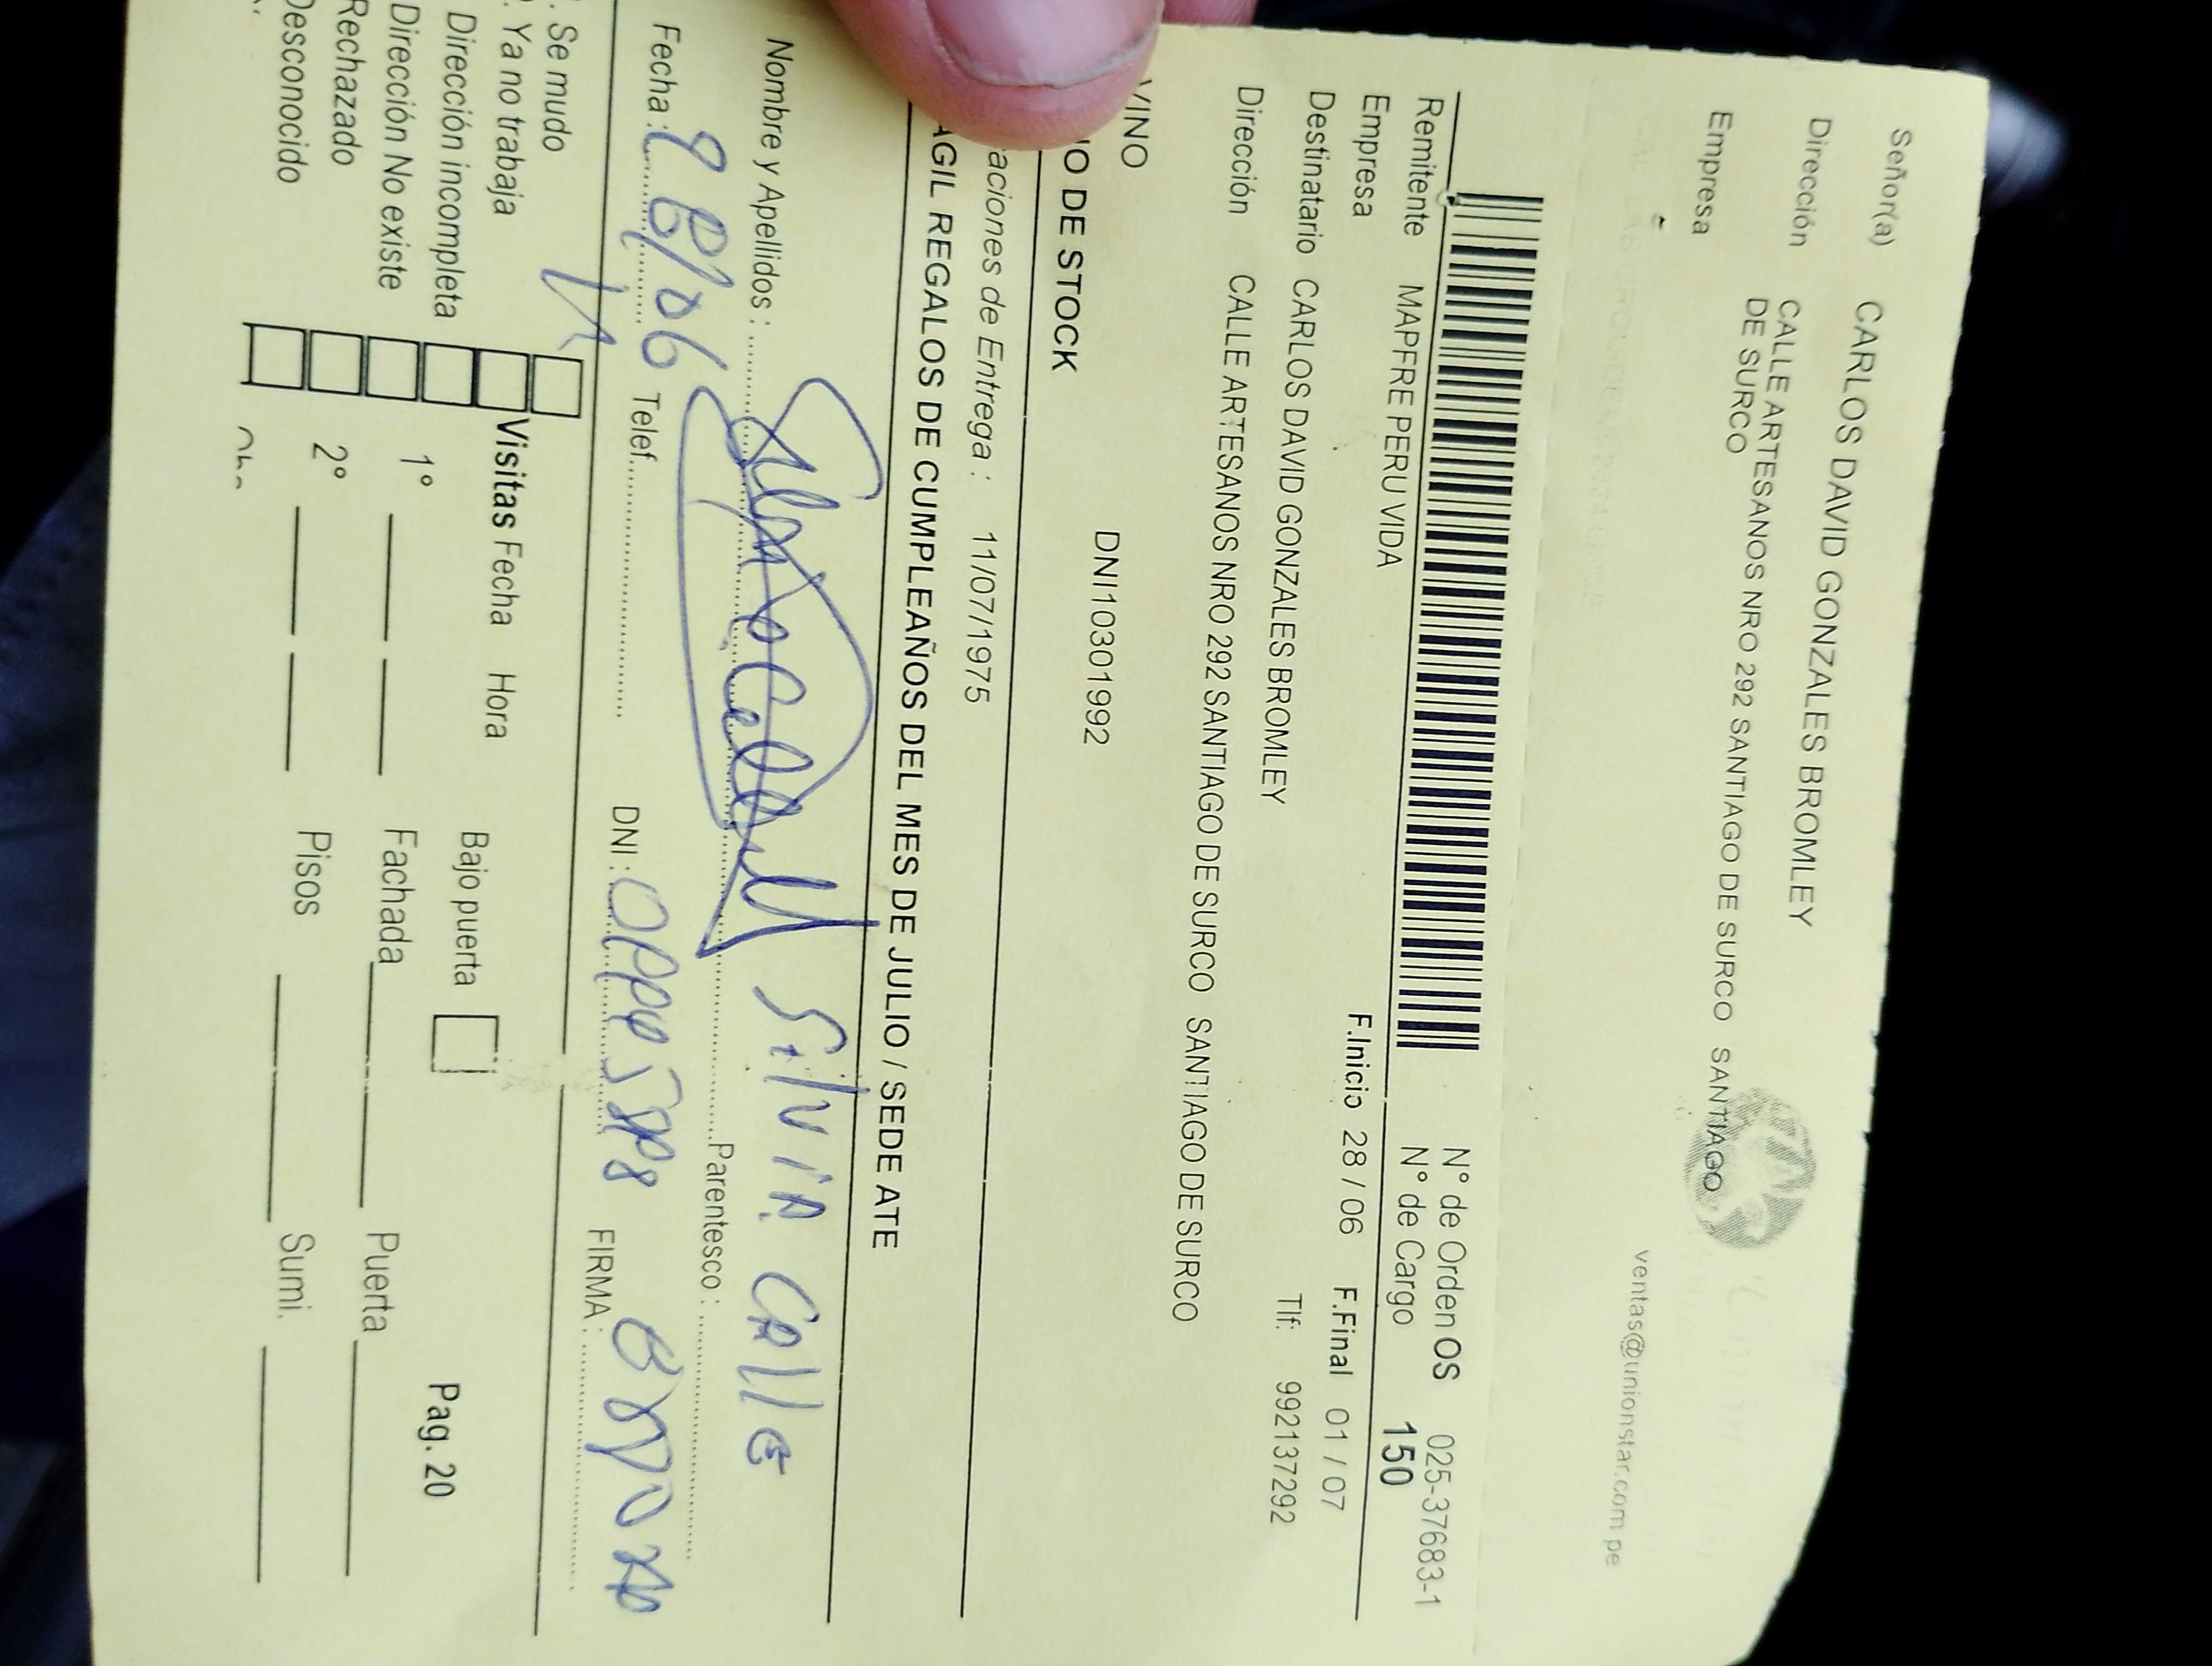 Señor(a) CARLOS DAVID GONZALES BROMLEY
Dirección CALLE ARTESANOS NRO 292 SANTIAGO DE SURCO SANTIAGO
DE SURCO
Empresa
ventas@unionstar.com pe
N° de Orden OS 025-37683-1
Remitente MAPFRE PERU VIDA N° de Cargo 150
Empresa F.Inicio 28 / 06 F.Final 01 / 07
Destinatario CARLOS DAVID GONZALES BROMLEY Tlf: 992137292
Dirección CALLE ARTESANOS NRO 292 SANTIAGO DE SURCO SANTIAGO DE SURCO
VINO DNI10301992
DE STOCK
aciones de Entrega : 11/07/1975
AGIL REGALOS DE CUMPLEAÑOS DEL MES DE JULIO / SEDE ATE
Nombre y Apellidos : Silvia Calle
Parentesco :
Fecha : Telef. DNI : FIRMA :
. Se mudo
. Ya no trabaja Visitas Fecha Hora Bajo puerta Pag. 20
Dirección incompleta
Dirección No existe 1° Fachada Puerta
Rechazado 2° Pisos Sumi.
Desconocido